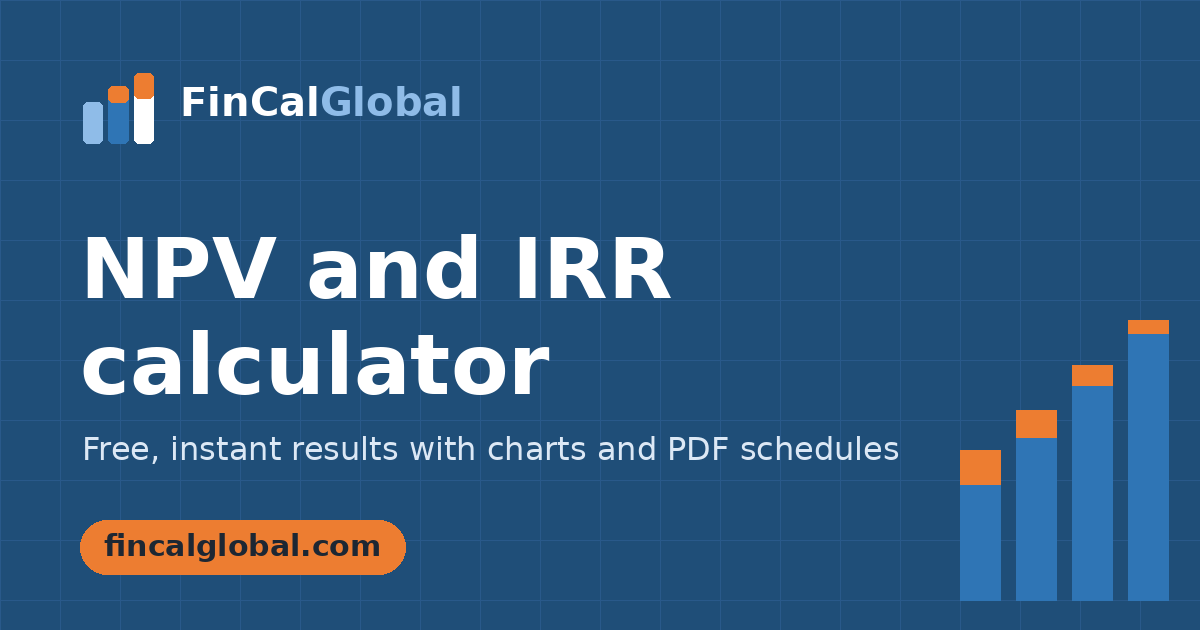 FinCalGlobal
NPV and IRR
calculator
Free, instant results with charts and PDF schedules
fincalglobal.com